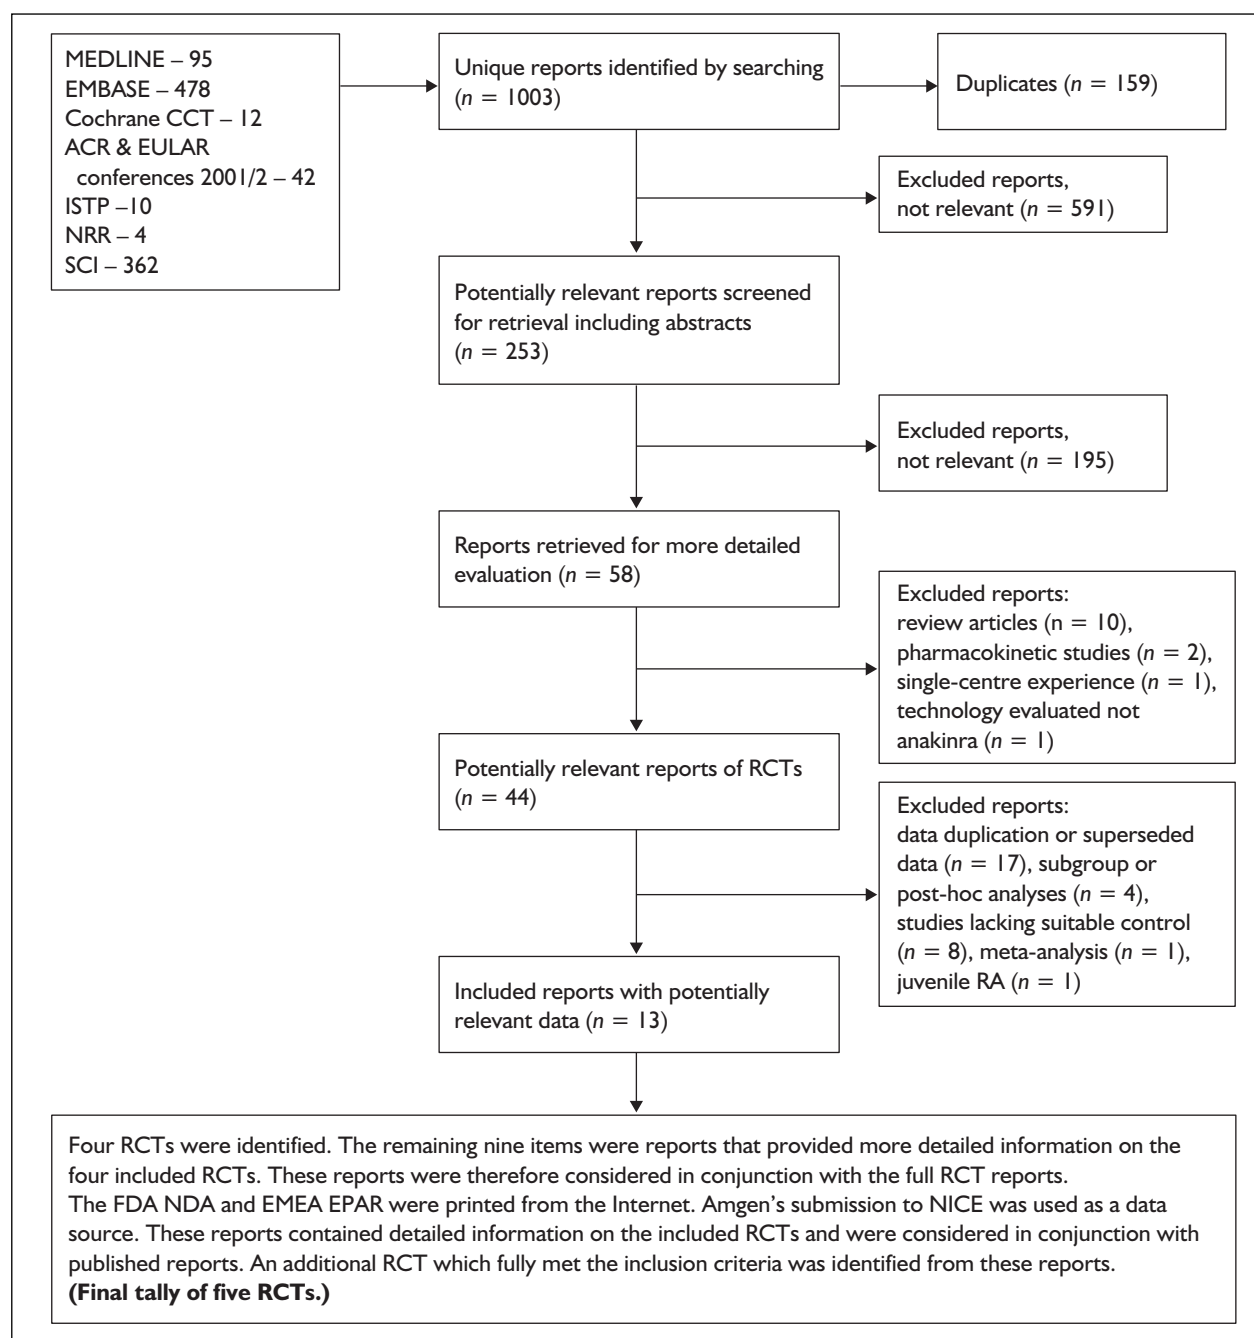 MEDLINE – 95
EMBASE – 478
Cochrane CCT – 12
ACR & EULAR
conferences 2001/2 – 42
ISTP –10
NRR – 4
SCI – 362
Unique reports identified by searching
(n = 1003)
Duplicates (n = 159)
Excluded reports,
not relevant (n = 591)
Potentially relevant reports screened
for retrieval including abstracts
(n = 253)
Excluded reports,
not relevant (n = 195)
Reports retrieved for more detailed
evaluation (n = 58)
Excluded reports:
review articles (n = 10),
pharmacokinetic studies (n = 2),
single-centre experience (n = 1),
technology evaluated not
anakinra (n = 1)
Potentially relevant reports of RCTs
(n = 44)
Excluded reports:
data duplication or superseded
data (n = 17), subgroup or
post-hoc analyses (n = 4),
studies lacking suitable control
(n = 8), meta-analysis (n = 1),
juvenile RA (n = 1)
Included reports with potentially
relevant data (n = 13)
Four RCTs were identified. The remaining nine items were reports that provided more detailed information on the
four included RCTs. These reports were therefore considered in conjunction with the full RCT reports.
The FDA NDA and EMEA EPAR were printed from the Internet. Amgen’s submission to NICE was used as a data
source. These reports contained detailed information on the included RCTs and were considered in conjunction with
published reports. An additional RCT which fully met the inclusion criteria was identified from these reports.
(Final tally of five RCTs.)